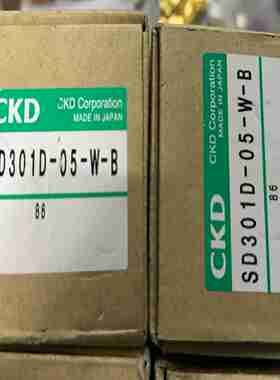 CKD
CKD Corporation
MADE IN JAPAN
D301D-05-W-B
86
CKD
CKD Corporation
MADE IN JAPAN
SD301D-05-W-B
86